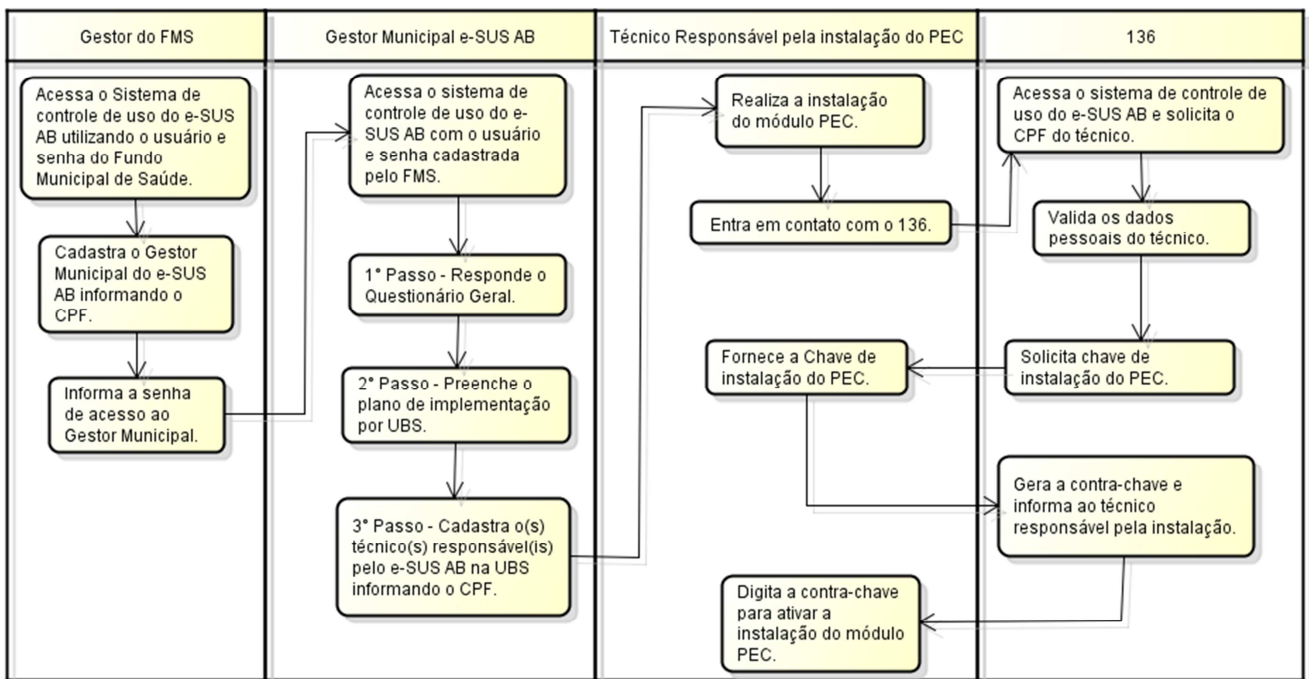 Gestor do FMS
Gestor Municipal e-SUS AB
Técnico Responsável pela instalação do PEC
136
Acessa o Sistema de
controle de uso do e-SUS
AB utilizando o usuário e
senha do Fundo
Municipal de Saúde.
Cadastra o Gestor
Municipal do e-SUS
AB informando o
CPF.
Informa a senha
de acesso ao
Gestor Municipal.
Acessa o sistema de
controle de uso do e-
SUS AB com o usuário
e senha cadastrada
pelo FMS.
1° Passo - Responde o
Questionário Geral.
2° Passo - Preenche o
plano de implementação
por UBS.
3° Passo - Cadastra o(s)
técnico(s) responsável(is)
pelo e-SUS AB na UBS
informando o CPF.
Realiza a instalação
do módulo PEC.
Entra em contato com o 136.
Acessa o sistema de controle de
uso do e-SUS AB e solicita o
CPF do técnico.
Valida os dados
pessoais do técnico.
Solicita chave de
instalação do PEC.
Fornece a Chave de
instalação do PEC.
Gera a contra-chave e
informa ao técnico
responsável pela instalação.
Digita a contra-chave
para ativar a
instalação do módulo
PEC.